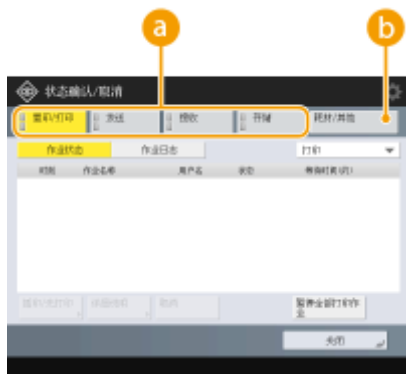 a b
状态确认/取消
复印/打印 发送 接收 存储 耗材/其他
作业状态 作业日志 打印
时间 作业名称 用户名 状态 等待时间(约)
取消
暂停全部打印作
业
关闭